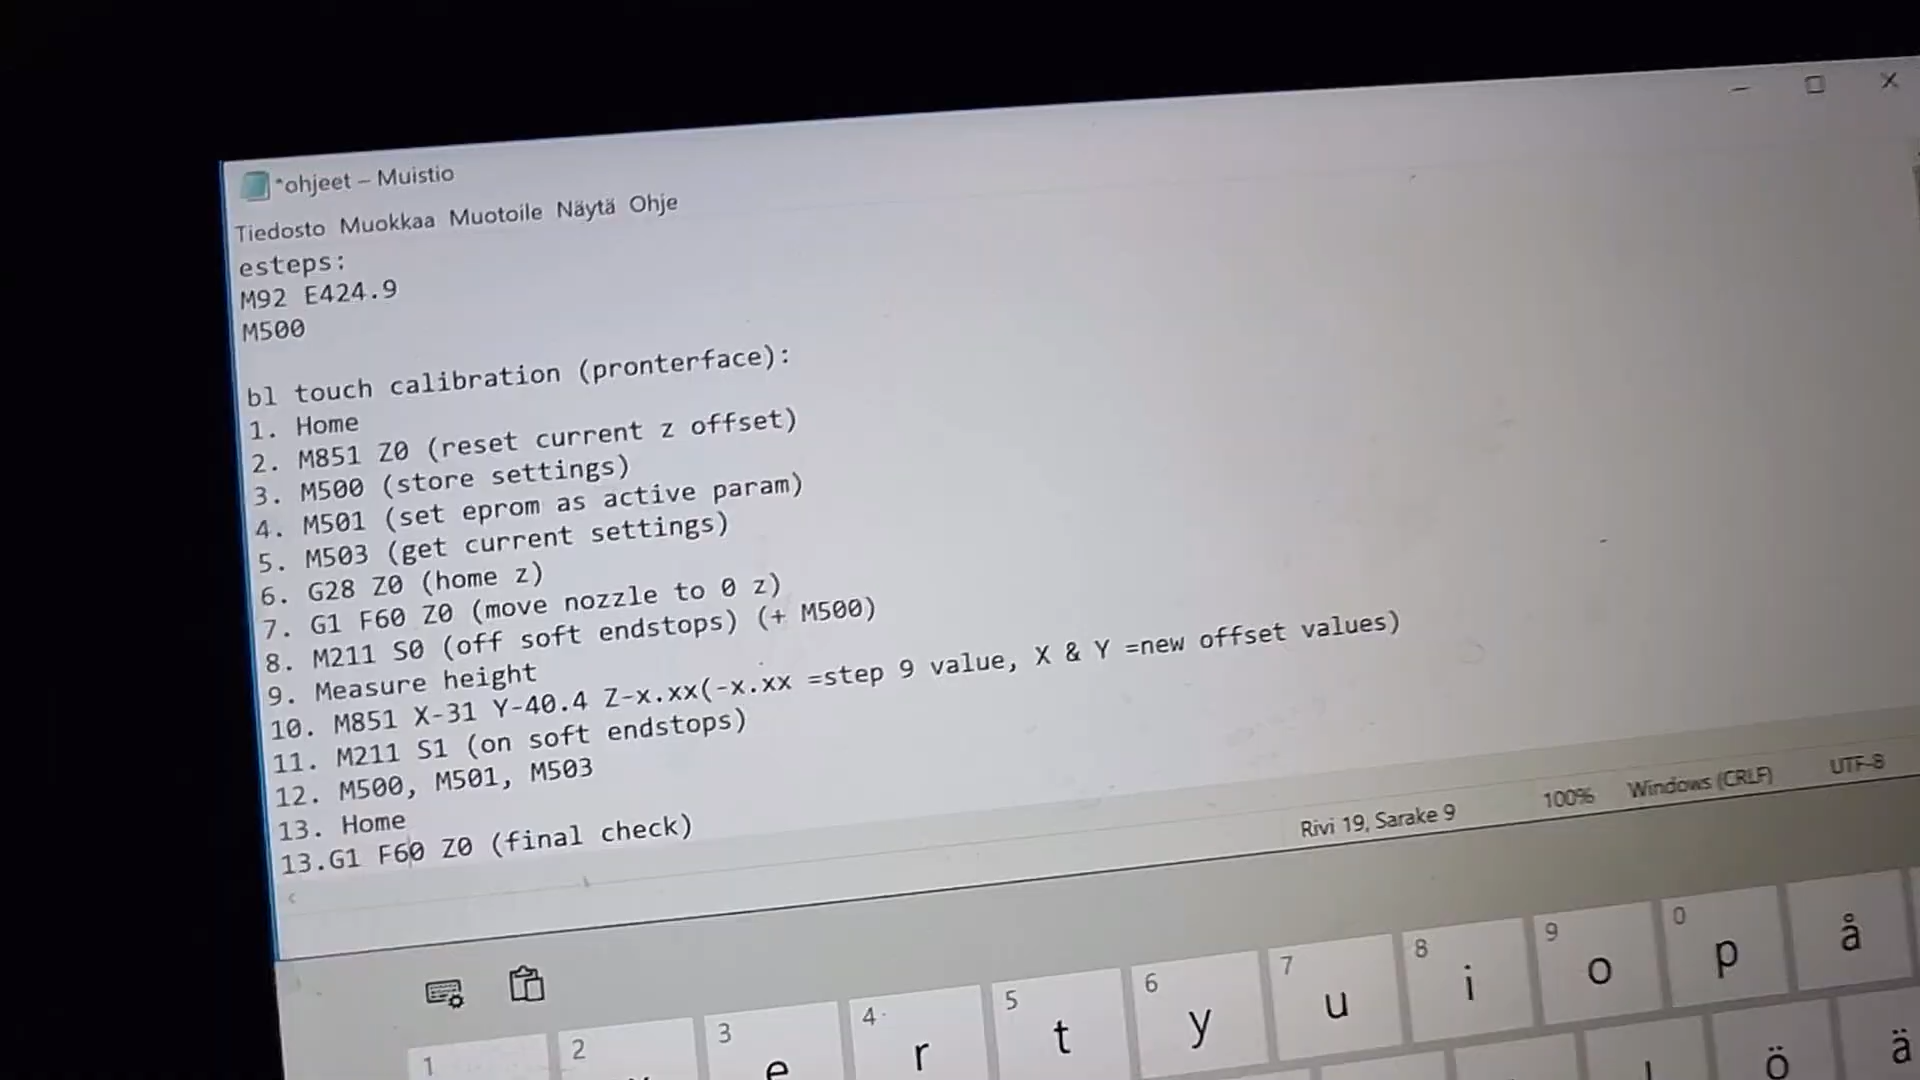 *ohjeet – Muistio
Tiedosto Muokkaa Muotoile Näytä Ohje
esteps:
M92 E424.9
M500
bl touch calibration (pronterface):
1. Home
2. M851 Z0 (reset current z offset)
3. M500 (store settings)
4. M501 (set eprom as active param)
5. M503 (get current settings)
6. G28 Z0 (home z)
7. G1 F60 Z0 (move nozzle to 0 z)
8. M211 S0 (off soft endstops) (+ M500)
9. Measure height
10. M851 X-31 Y-40.4 Z-x.xx(-x.xx =step 9 value, X & Y =new offset values)
11. M211 S1 (on soft endstops)
12. M500, M501, M503
13. Home
13.G1 F60 Z0 (final check)
Rivi 19, Sarake 9 100% Windows (CRLF) UTF-8
1 2 3 4 5 6 7 8 9 0
e r t y u i o p å
ö ä